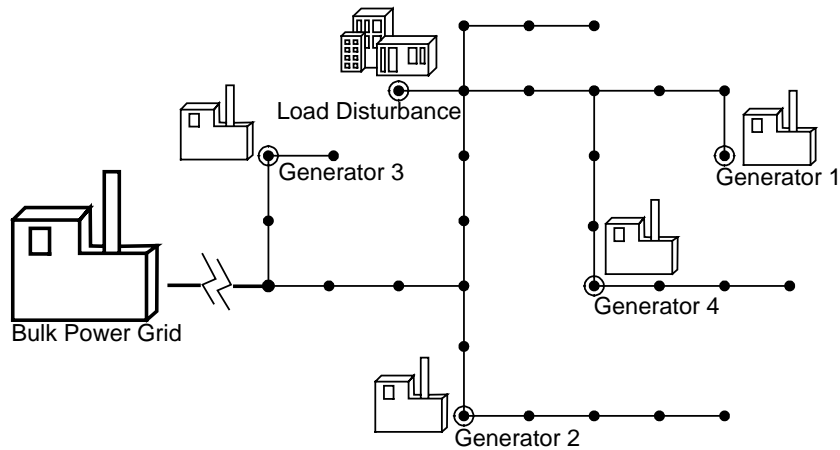 Load Disturbance
Generator 3
Generator 1
Bulk Power Grid
Generator 4
Generator 2